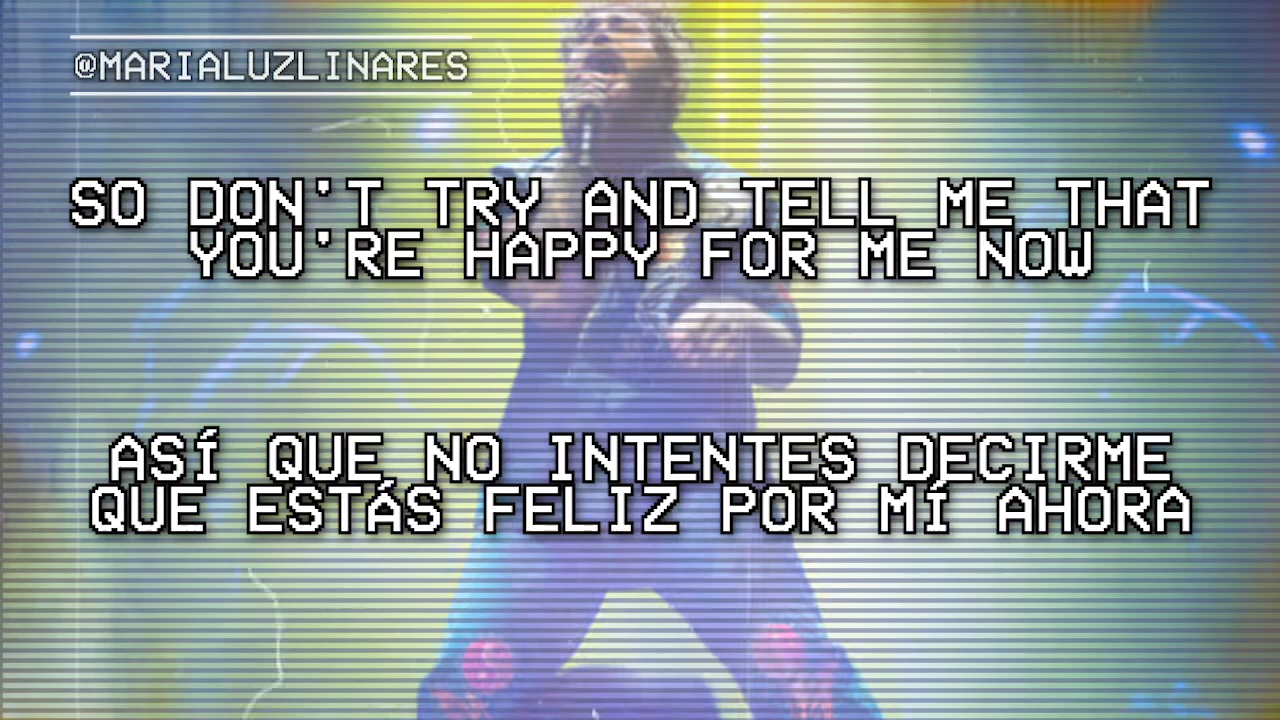 @MARIALUZLINARES
SO DON'T TRY AND TELL ME THAT
YOU'RE HAPPY FOR ME NOW
ASÍ QUE NO INTENTES DECIRME
QUE ESTÁS FELIZ POR MÍ AHORA